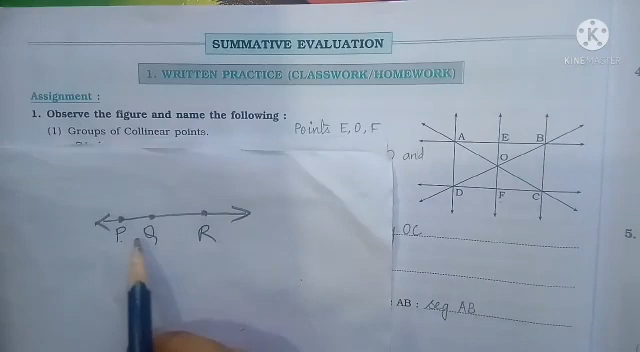 KINEMASTER
SUMMATIVE EVALUATION
1. WRITTEN PRACTICE (CLASSWORK/HOMEWORK)
Assignment :
1. Observe the figure and name the following :
(1) Groups of Collinear points. Points E, O, F
and
A E B
O
D F C
OC
5.
AB : seg AB
P Q R